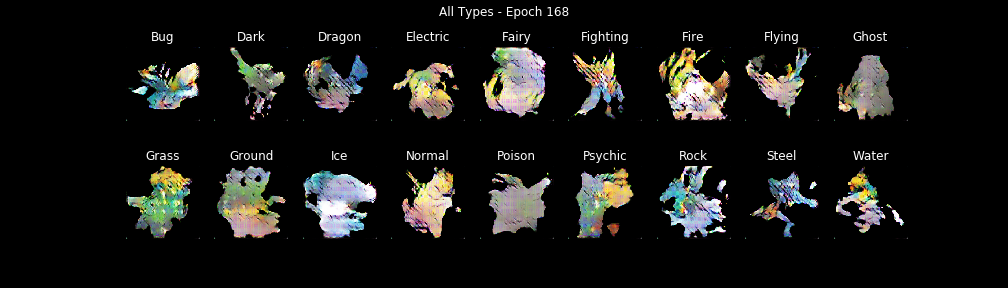 All Types - Epoch 168
Bug Dark Dragon Electric Fairy Fighting Fire Flying Ghost
Grass Ground Ice Normal Poison Psychic Rock Steel Water